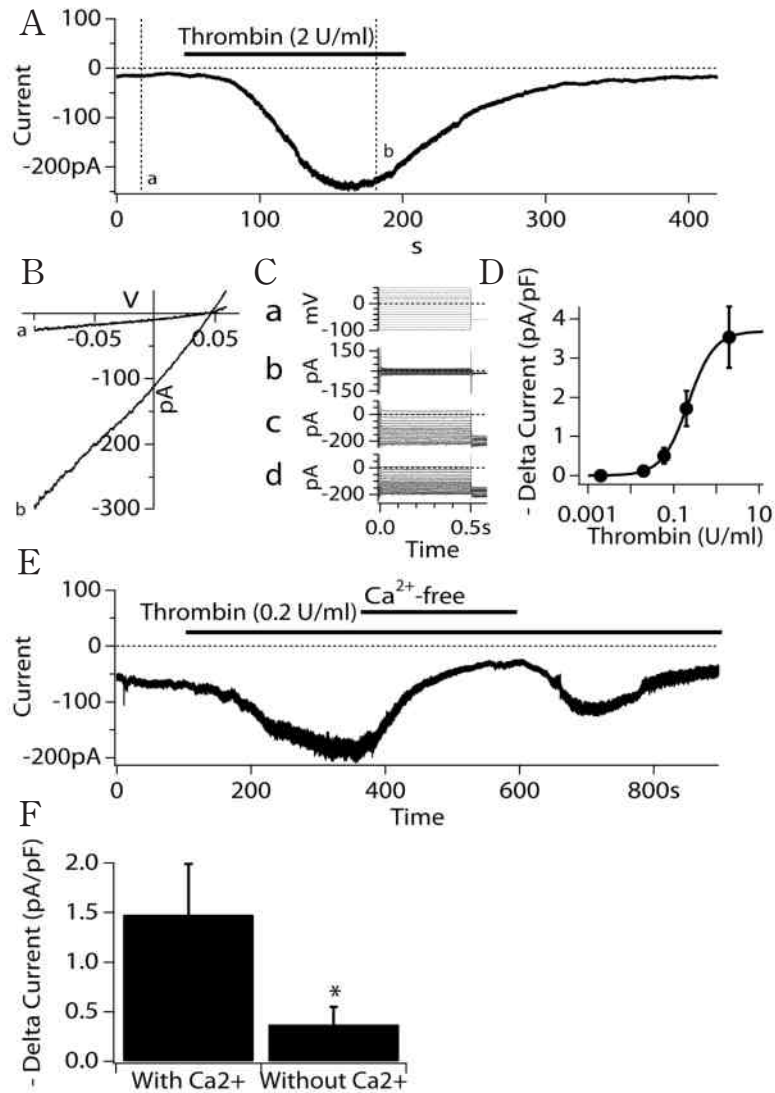 A
100
0
-100
-200pA
Current
Thrombin (2 U/ml)
a
b
0
100
200
300
400
s
B
V
a
-0.05
0.05
-100
pA
-200
b
-300
C
a
mV
0
-100
b
pA
150
-150
c
pA
0
-200
d
pA
0
-200
0.0
0.5s
Time
D
- Delta Current (pA/pF)
4
3
2
1
0
0.001
0.1
10
Thrombin (U/ml)
E
100
0
-100
-200pA
Current
Thrombin (0.2 U/ml)
Ca²⁺-free
0
200
400
600
800s
Time
F
- Delta Current (pA/pF)
2.0
1.5
1.0
0.5
0.0
*
With Ca2+
Without Ca2+